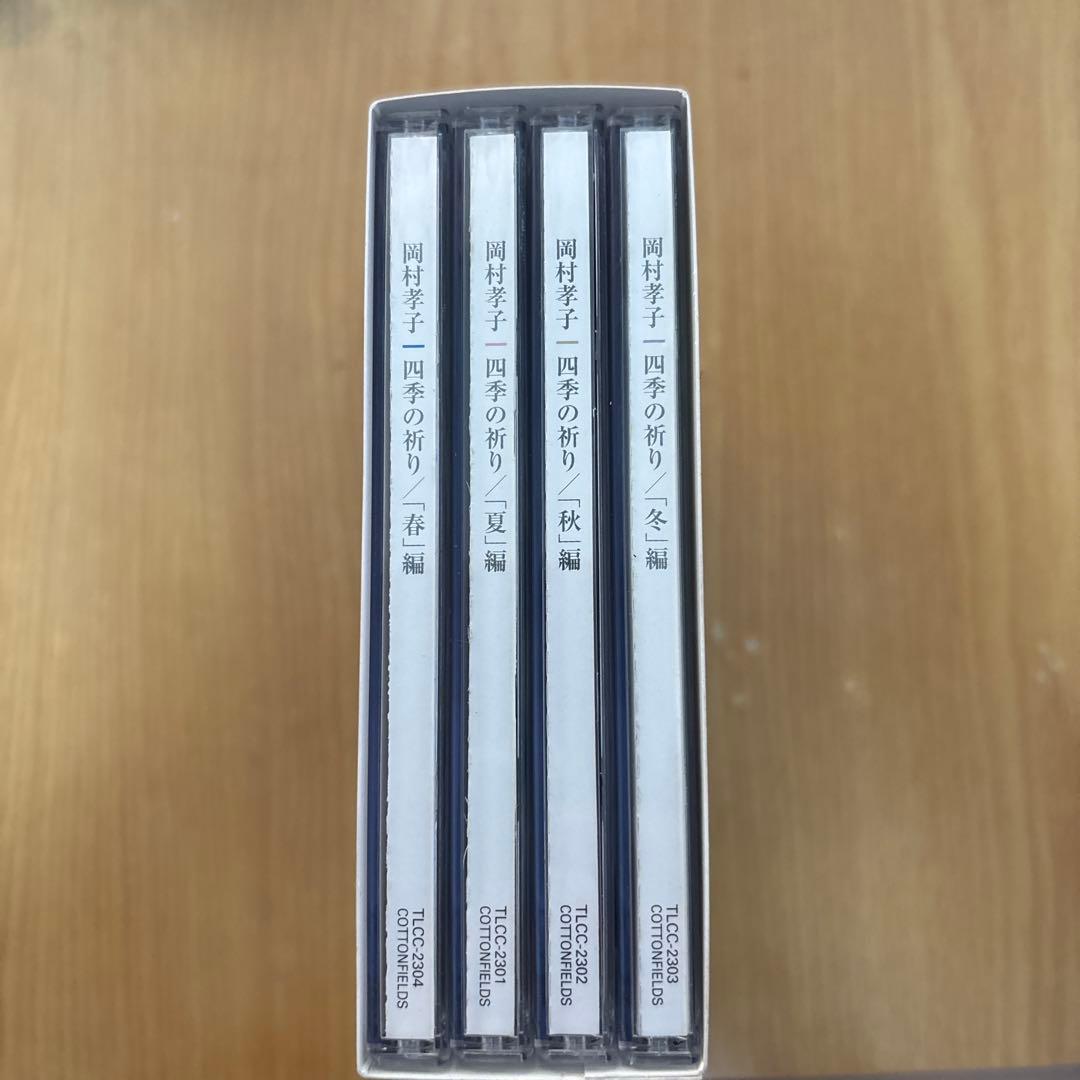 岡村孝子｜四季の祈り／「春」編
TLCC-2304
COTTONFIELDS
岡村孝子｜四季の祈り／「夏」編
TLCC-2301
COTTONFIELDS
岡村孝子｜四季の祈り／「秋」編
TLCC-2302
COTTONFIELDS
岡村孝子｜四季の祈り／「冬」編
TLCC-2303
COTTONFIELDS